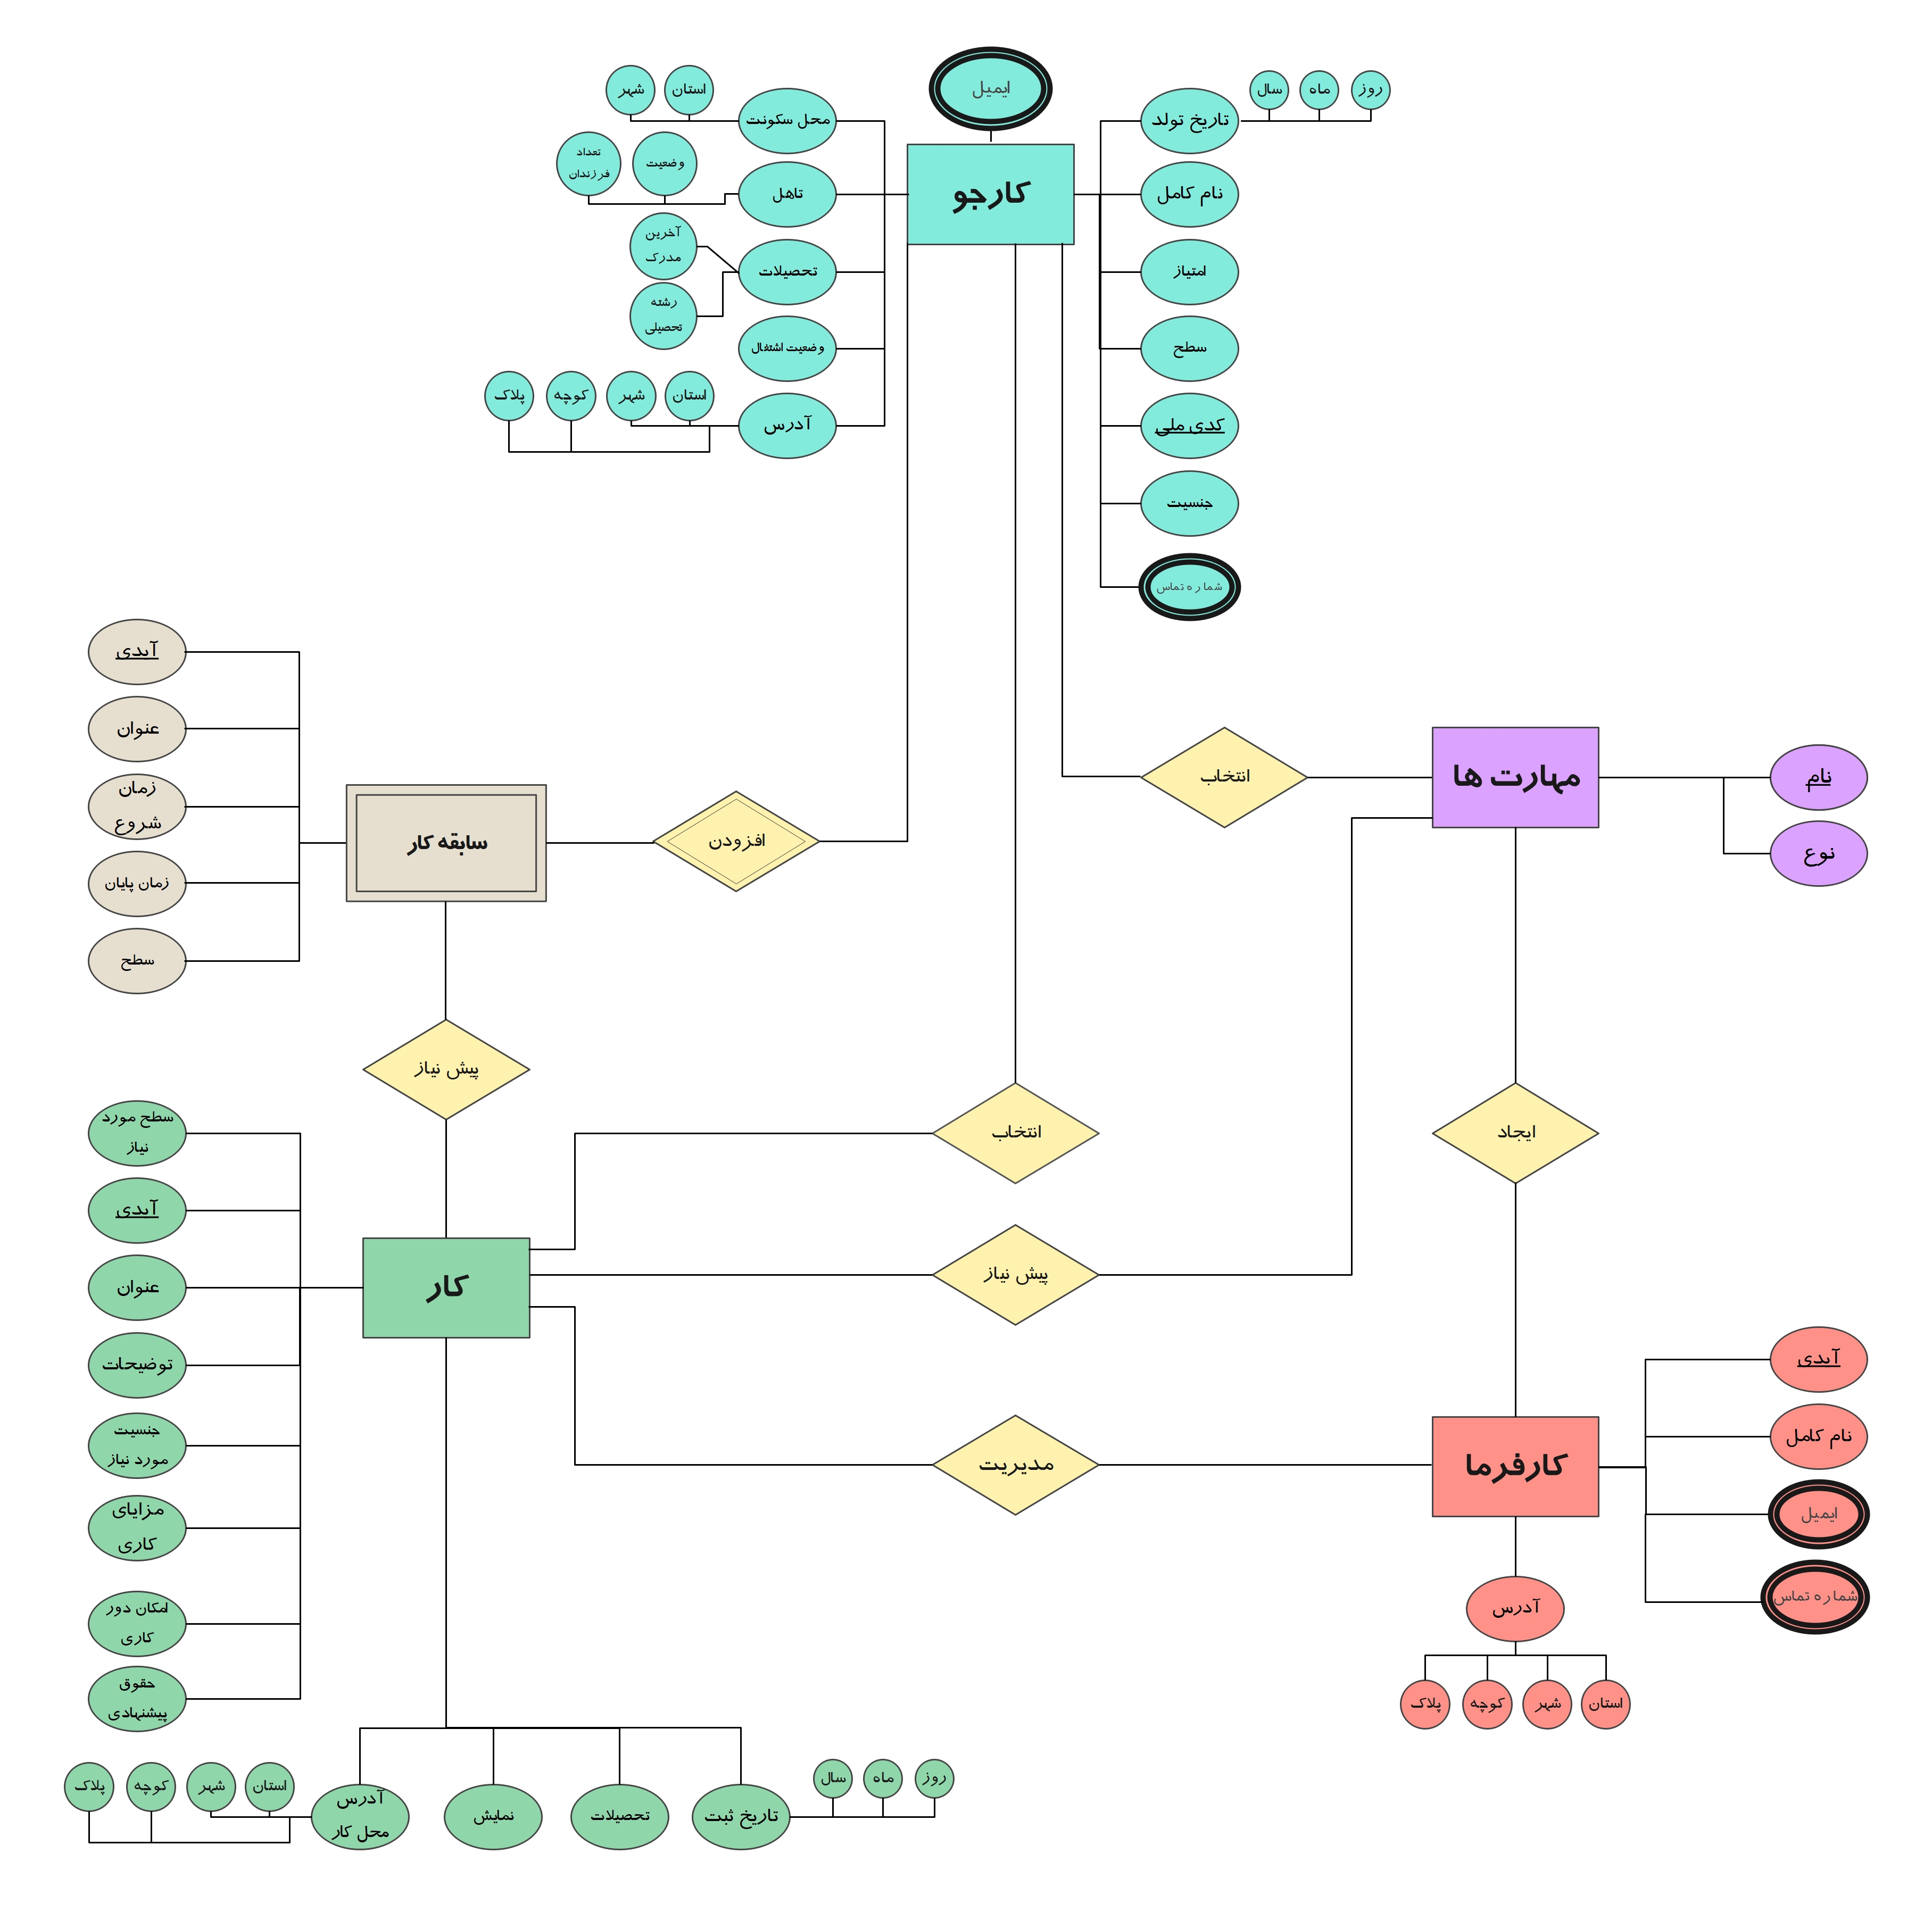 ایمیل
روز
ماه
سال
استان
شهر
تاریخ تولد
محل سکونت
وضعیت
تعداد
فرزندان
کارجو
نام کامل
تاهل
آخرین
مدرک
امتیاز
تحصیلات
رشته
تحصیلی
سطح
وضعیت اشتغال
استان
شهر
کوچه
پلاک
کدی ملی
آدرس
جنسیت
شماره تماس
آیدی
عنوان
زمان
شروع
زمان پایان
سطح
سابقه کار
افزودن
انتخاب
مهارت ها
نام
نوع
پیش نیاز
انتخاب
ایجاد
سطح مورد
نیاز
آیدی
عنوان
توضیحات
جنسیت
مورد نیاز
مزایای
کاری
امکان دور
کاری
حقوق
پیشنهادی
کار
پیش نیاز
مدیریت
کارفرما
آیدی
نام کامل
ایمیل
شماره تماس
آدرس
استان
شهر
کوچه
پلاک
روز
ماه
سال
استان
شهر
کوچه
پلاک
تاریخ ثبت
تحصیلات
نمایش
آدرس
محل کار